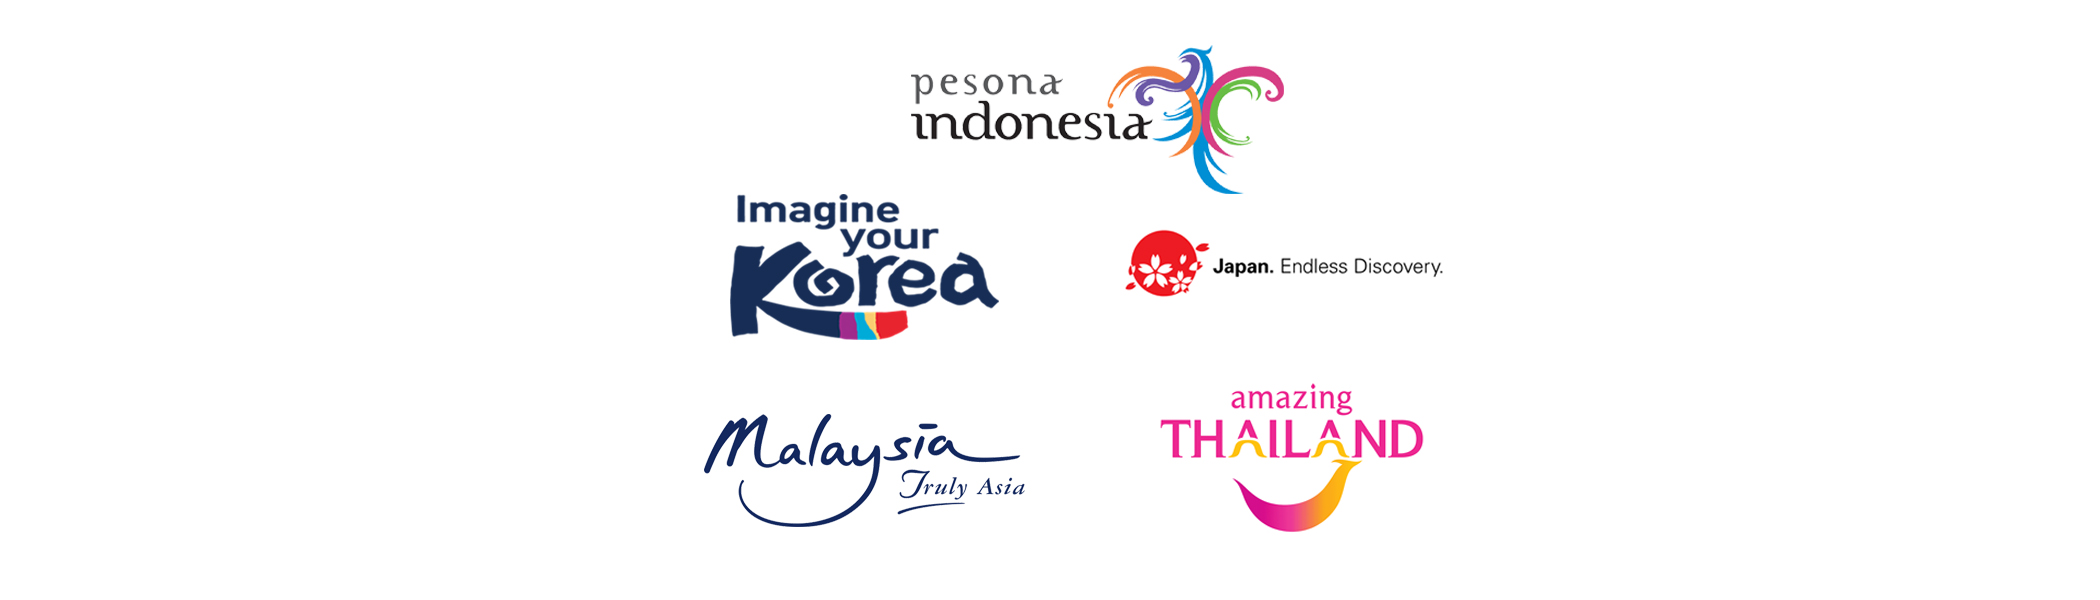 pesona
indonesia
Imagine
your
Korea
Japan. Endless Discovery.
Malaysia
Truly Asia
amazing
THAILAND